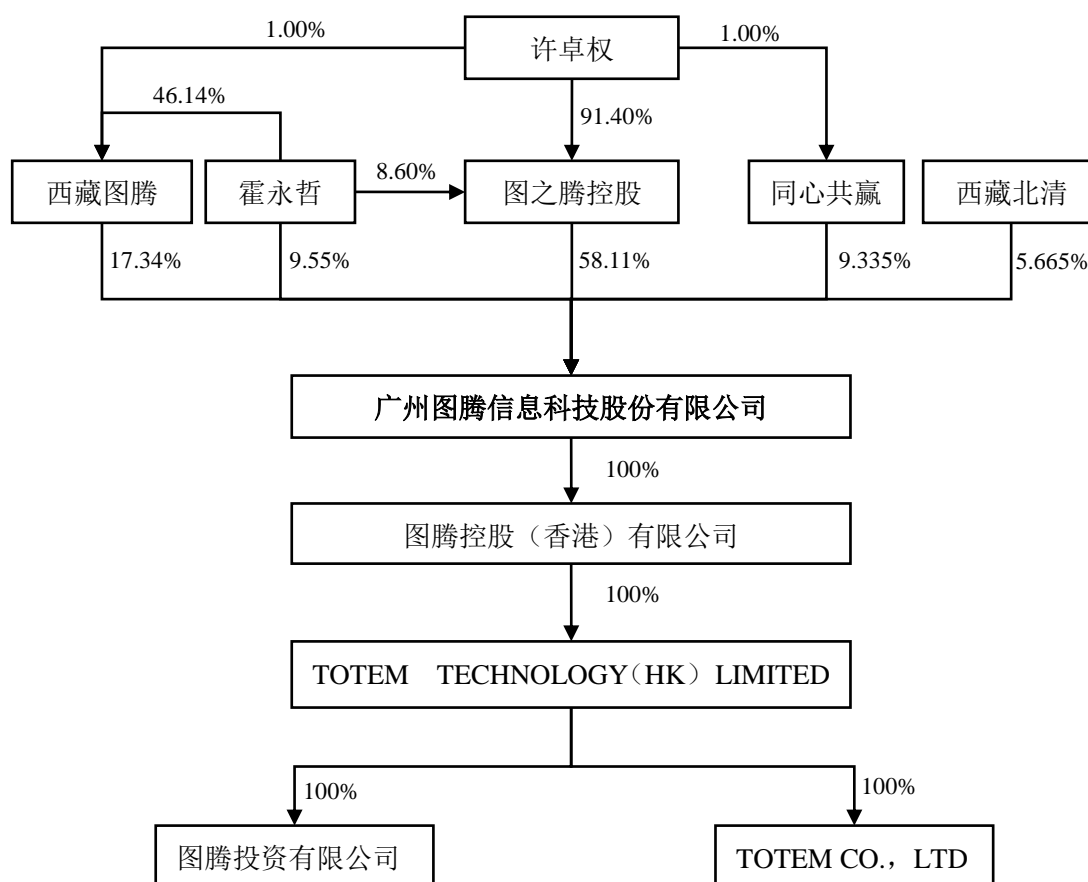 1.00%
许卓权
1.00%
46.14%
91.40%
西藏图腾
霍永哲
8.60%
图之腾控股
同心共赢
西藏北清
17.34%
9.55%
58.11%
9.335%
5.665%
广州图腾信息科技股份有限公司
100%
图腾控股（香港）有限公司
100%
TOTEM TECHNOLOGY（HK）LIMITED
100%
100%
图腾投资有限公司
TOTEM CO.，LTD